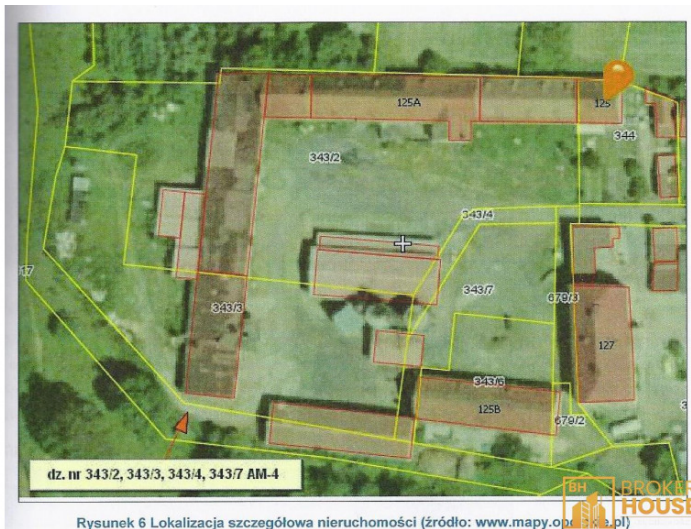 125A
125
344
343/2
343/4
343/3
343/7
679/3
127
343/6
125B
679/2
dz. nr 343/2, 343/3, 343/4, 343/7 AM-4
BH BROKER
HOUSE
Rysunek 6 Lokalizacja szczegółowa nieruchomości (źródło: www.mapy.opolskie.pl)